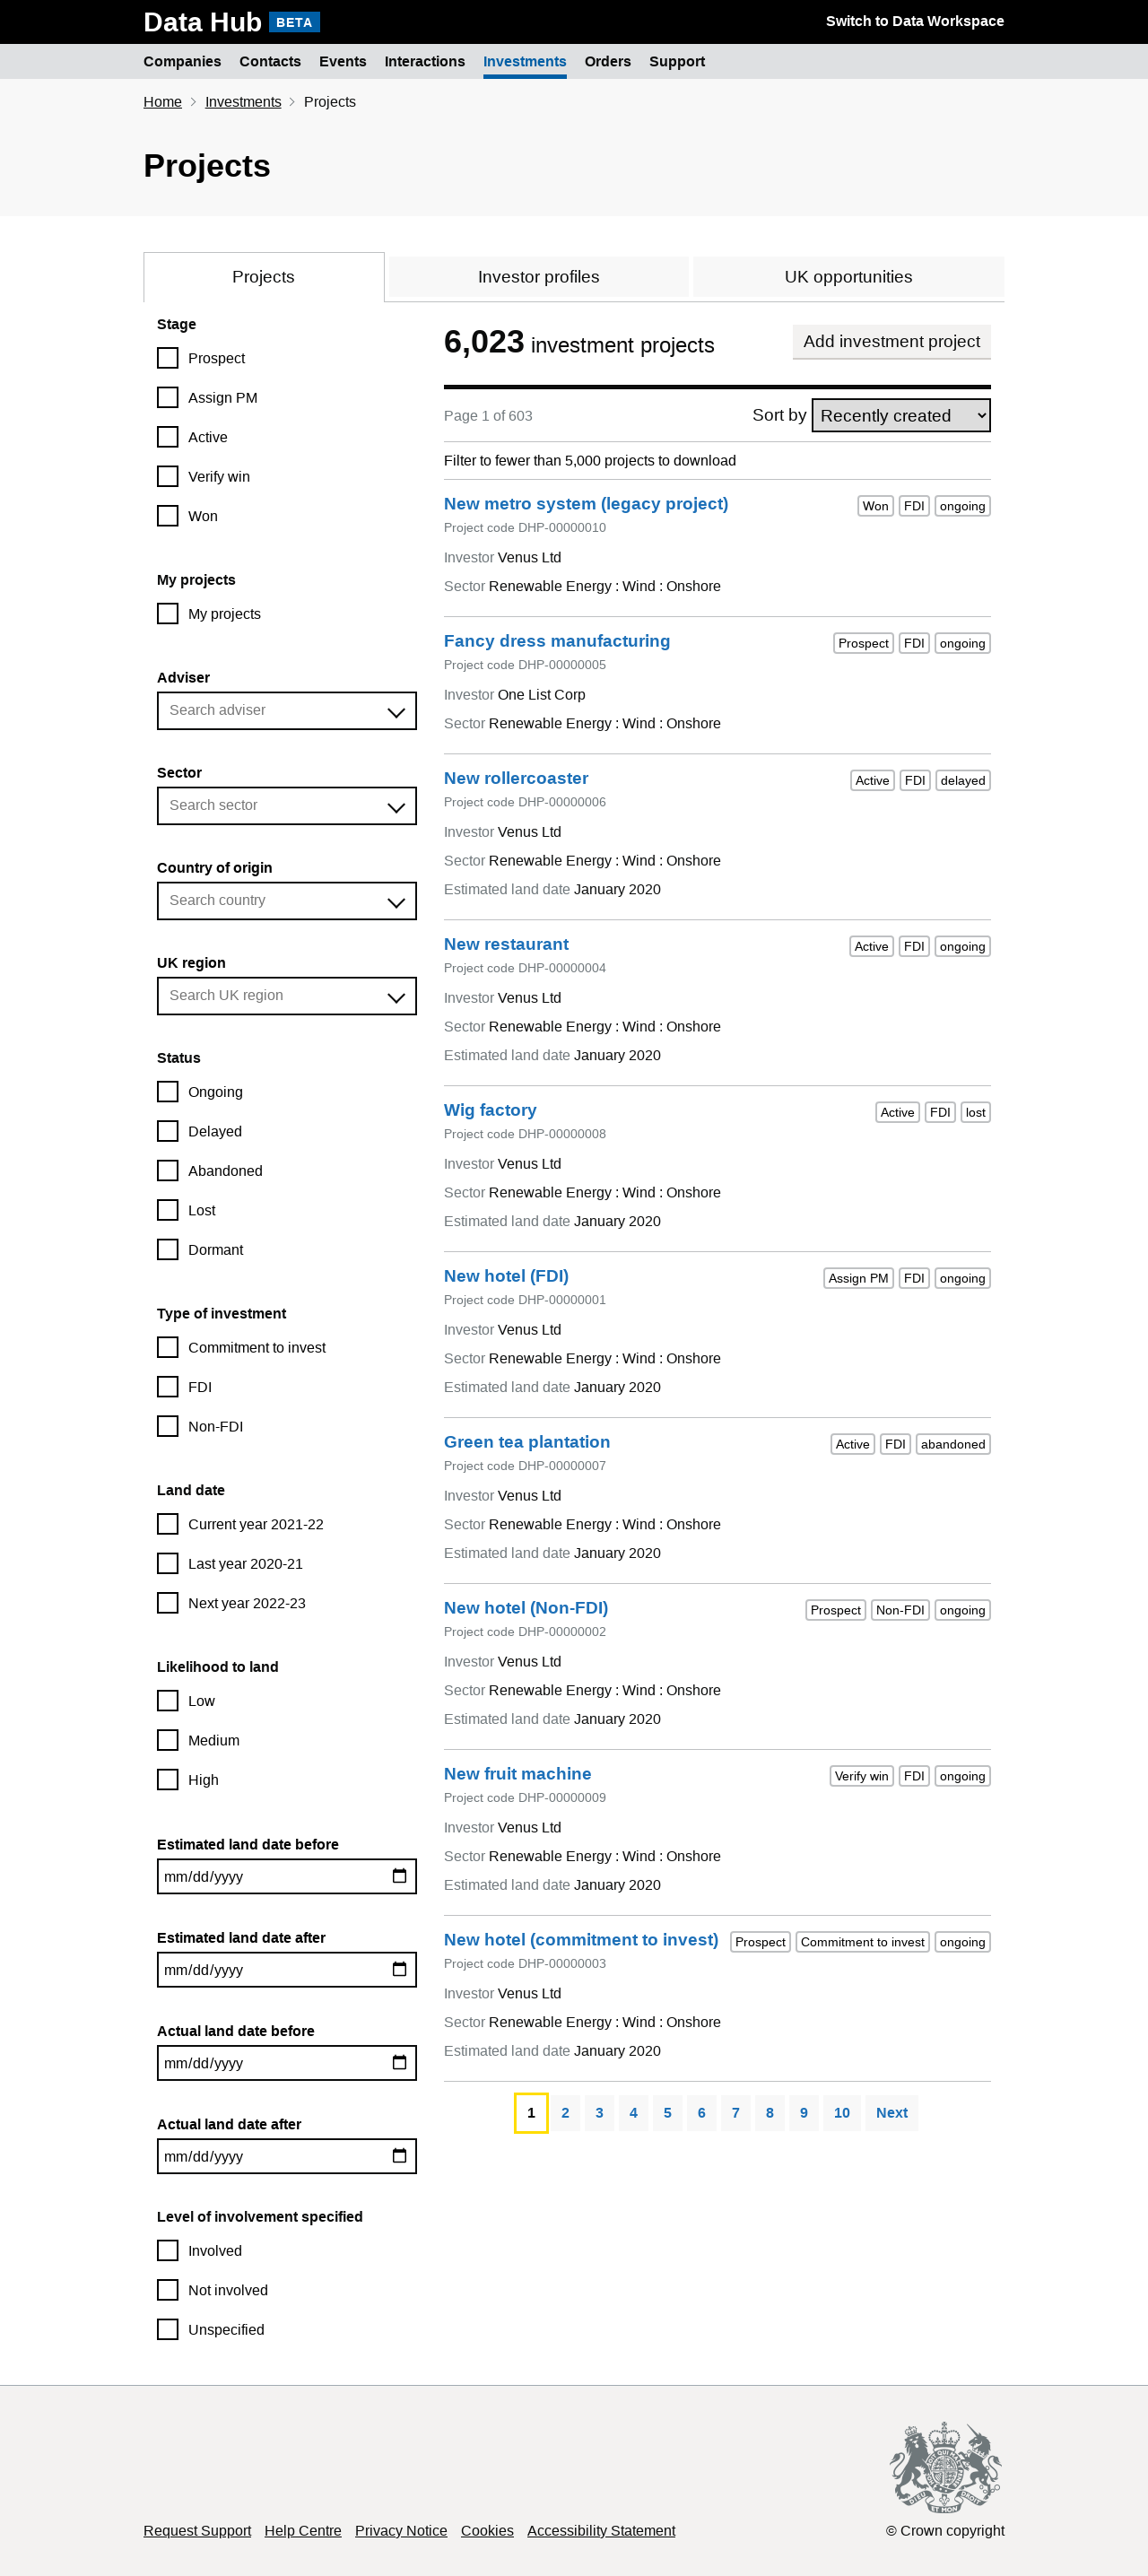 Data Hub BETA
Switch to Data Workspace
Companies Contacts Events Interactions Investments Orders Support
Home Investments Projects
Projects
Projects Investor profiles UK opportunities
Stage
Prospect
Assign PM
Active
Verify win
Won
My projects
My projects
Adviser
Search adviser
Sector
Search sector
Country of origin
Search country
UK region
Search UK region
Status
Ongoing
Delayed
Abandoned
Lost
Dormant
Type of investment
Commitment to invest
FDI
Non-FDI
Land date
Current year 2021-22
Last year 2020-21
Next year 2022-23
Likelihood to land
Low
Medium
High
Estimated land date before
mm/dd/yyyy
Estimated land date after
mm/dd/yyyy
Actual land date before
mm/dd/yyyy
Actual land date after
mm/dd/yyyy
Level of involvement specified
Involved
Not involved
Unspecified
6,023 investment projects
Add investment project
Page 1 of 603
Sort by Recently created
Filter to fewer than 5,000 projects to download
New metro system (legacy project) Won FDI ongoing
Project code DHP-00000010
Investor Venus Ltd
Sector Renewable Energy : Wind : Onshore
Fancy dress manufacturing Prospect FDI ongoing
Project code DHP-00000005
Investor One List Corp
Sector Renewable Energy : Wind : Onshore
New rollercoaster Active FDI delayed
Project code DHP-00000006
Investor Venus Ltd
Sector Renewable Energy : Wind : Onshore
Estimated land date January 2020
New restaurant Active FDI ongoing
Project code DHP-00000004
Investor Venus Ltd
Sector Renewable Energy : Wind : Onshore
Estimated land date January 2020
Wig factory Active FDI lost
Project code DHP-00000008
Investor Venus Ltd
Sector Renewable Energy : Wind : Onshore
Estimated land date January 2020
New hotel (FDI) Assign PM FDI ongoing
Project code DHP-00000001
Investor Venus Ltd
Sector Renewable Energy : Wind : Onshore
Estimated land date January 2020
Green tea plantation Active FDI abandoned
Project code DHP-00000007
Investor Venus Ltd
Sector Renewable Energy : Wind : Onshore
Estimated land date January 2020
New hotel (Non-FDI) Prospect Non-FDI ongoing
Project code DHP-00000002
Investor Venus Ltd
Sector Renewable Energy : Wind : Onshore
Estimated land date January 2020
New fruit machine Verify win FDI ongoing
Project code DHP-00000009
Investor Venus Ltd
Sector Renewable Energy : Wind : Onshore
Estimated land date January 2020
New hotel (commitment to invest) Prospect Commitment to invest ongoing
Project code DHP-00000003
Investor Venus Ltd
Sector Renewable Energy : Wind : Onshore
Estimated land date January 2020
1 2 3 4 5 6 7 8 9 10 Next
DIEU ET MON DROIT
Request Support Help Centre Privacy Notice Cookies Accessibility Statement
© Crown copyright